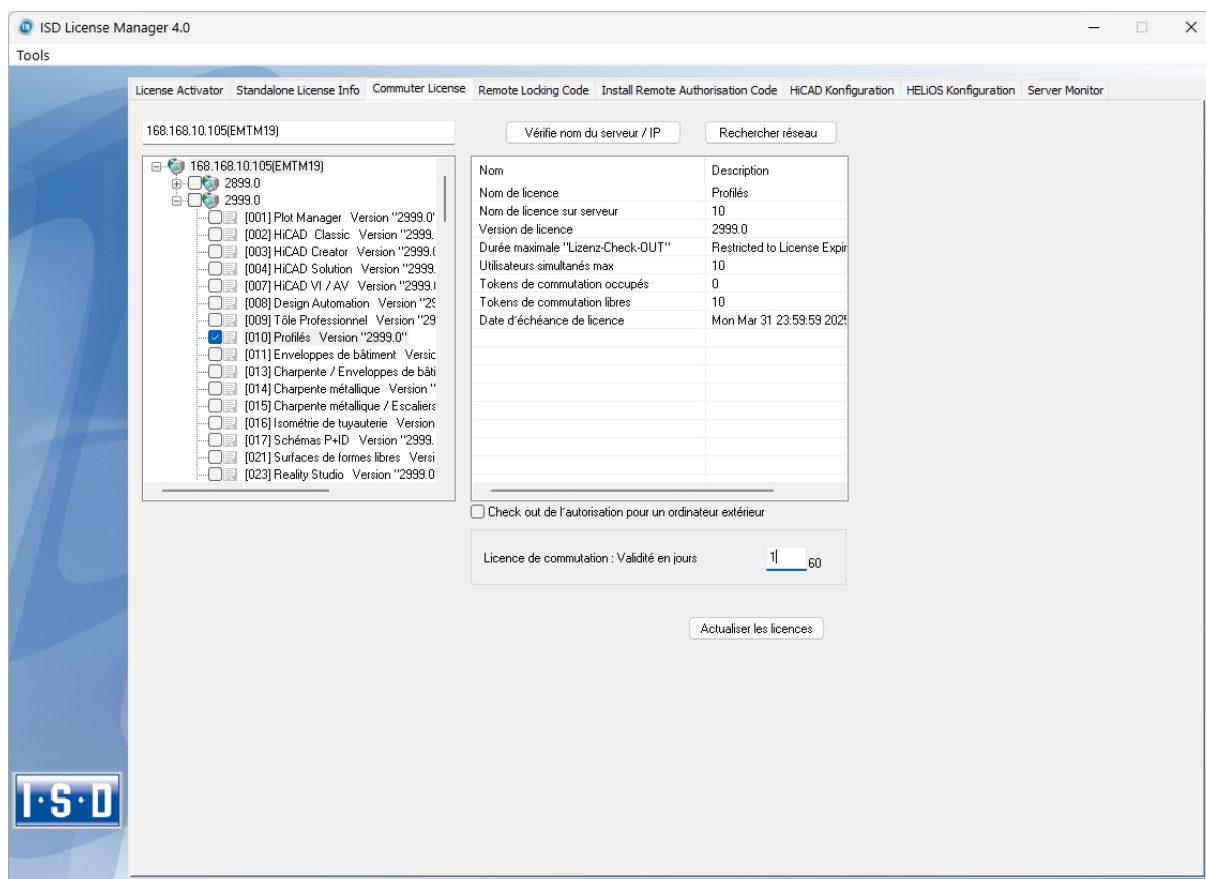 ISD License Manager 4.0
Tools
License Activator Standalone License Info Commuter License Remote Locking Code Install Remote Authorisation Code HiCAD Konfiguration HELiOS Konfiguration Server Monitor
168.168.10.105(EMTM19) Vérifie nom du serveur / IP Rechercher réseau
168.168.10.105(EMTM19)
2899.0
2999.0
[001] Plot Manager Version "2999.0"
[002] HiCAD Classic Version "2999.
[003] HiCAD Creator Version "2999.(
[004] HiCAD Solution Version "2999.
[007] HiCAD VI / AV Version "2999.
[008] Design Automation Version "29
[009] Tôle Professionnel Version "29
[010] Profilés Version "2999.0"
[011] Enveloppes de bâtiment Versic
[013] Charpente / Enveloppes de bâti
[014] Charpente métallique Version "
[015] Charpente métallique / Escaliers
[016] Isométrie de tuyauterie Version
[017] Schémas P+ID Version "2999.
[021] Surfaces de formes libres Versi
[023] Reality Studio Version "2999.0
Nom Description
Nom de licence Profilés
Nom de licence sur serveur 10
Version de licence 2999.0
Durée maximale "Lizenz-Check-OUT" Restricted to License Expir
Utilisateurs simultanés max 10
Tokens de commutation occupés 0
Tokens de commutation libres 10
Date d'échéance de licence Mon Mar 31 23:59:59 2025
Check out de l'autorisation pour un ordinateur extérieur
Licence de commutation : Validité en jours 1 60
Actualiser les licences
I·S·D